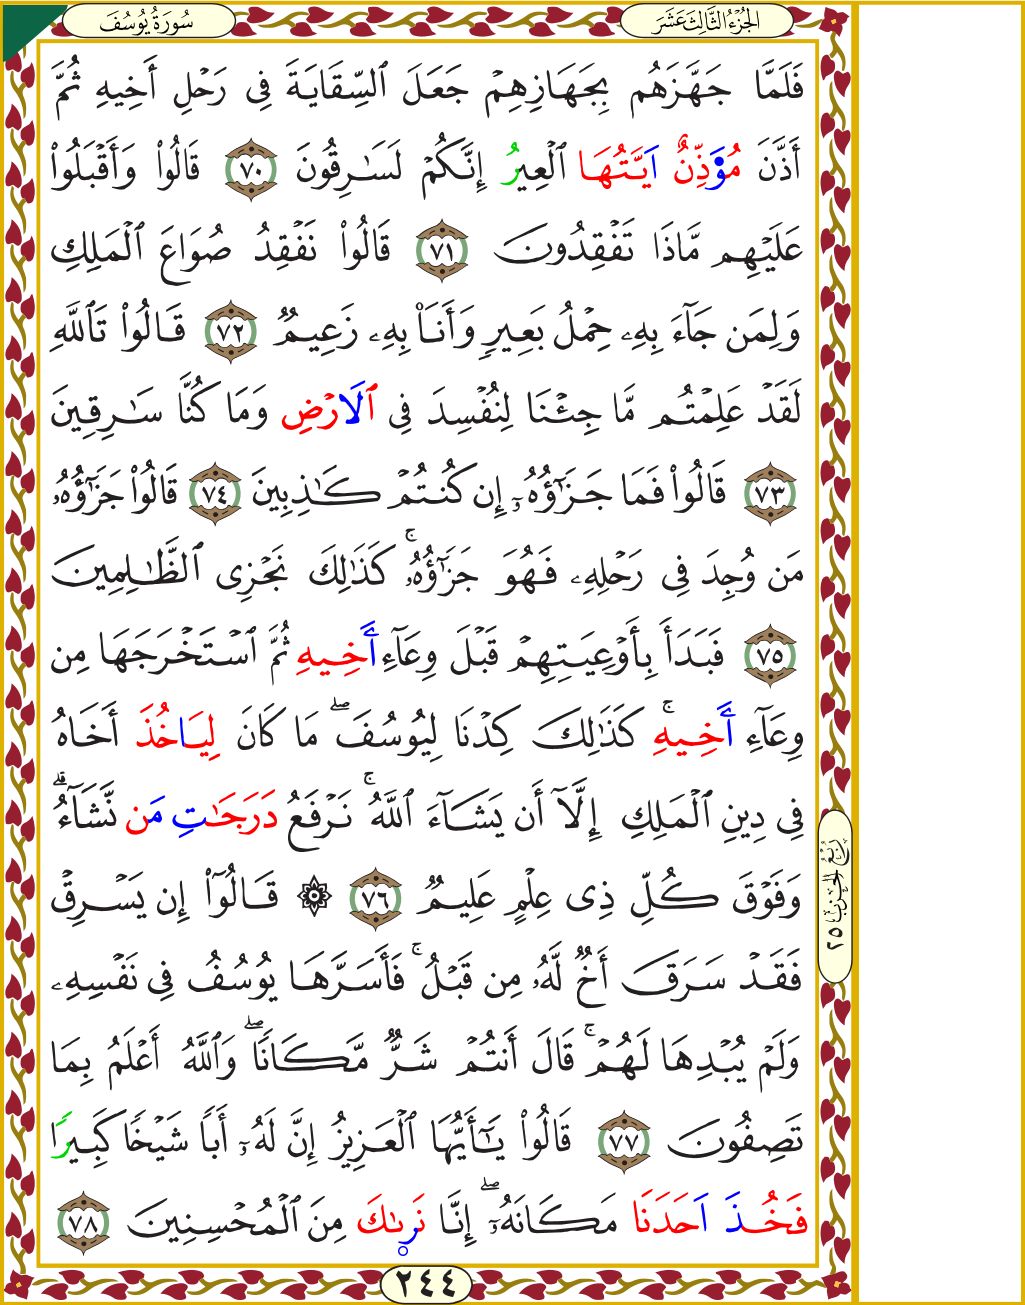 سُورَةُ يُوسُفَ
الجُزْءُ الثَّالِثَ عَشَرَ
فَلَمَّا جَهَّزَهُم بِجَهَازِهِمْ جَعَلَ ٱلسِّقَايَةَ فِى رَحْلِ أَخِيهِ ثُمَّ
أَذَّنَ مُوَ۬ذِّنٌ اَيَّتُهَا ٱلْعِيرُ إِنَّكُمْ لَسَٰرِقُونَ ٧٠ قَالُوا۟ وَأَقْبَلُوا۟
عَلَيْهِم مَّاذَا تَفْقِدُونَ ٧١ قَالُوا۟ نَفْقِدُ صُوَاعَ ٱلْمَلِكِ
وَلِمَن جَآءَ بِهِۦ حِمْلُ بَعِيرٍ وَأَنَا۠ بِهِۦ زَعِيمٌ ٧٢ قَالُوا۟ تَٱللَّهِ
لَقَدْ عَلِمْتُم مَّا جِئْنَا لِنُفْسِدَ فِى ٱلَارْضِ وَمَا كُنَّا سَٰرِقِينَ
٧٣ قَالُوا۟ فَمَا جَزَٰٓؤُهُۥٓ إِن كُنتُمْ كَٰذِبِينَ ٧٤ قَالُوا۟ جَزَٰٓؤُهُۥ
مَن وُجِدَ فِى رَحْلِهِۦ فَهُوَ جَزَٰٓؤُهُۥ ۚ كَذَٰلِكَ نَجْزِى ٱلظَّٰلِمِينَ
٧٥ فَبَدَأَ بِأَوْعِيَتِهِمْ قَبْلَ وِعَآءِ أَخِيهِ ثُمَّ ٱسْتَخْرَجَهَا مِن
وِعَآءِ أَخِيهِ ۚ كَذَٰلِكَ كِدْنَا لِيُوسُفَ ۖ مَا كَانَ لِيَاخُذَ أَخَاهُ
فِى دِينِ ٱلْمَلِكِ إِلَّآ أَن يَشَآءَ ٱللَّهُ ۚ نَرْفَعُ دَرَجَٰتِ مَن نَّشَآءُ ۗ
وَفَوْقَ كُلِّ ذِى عِلْمٍ عَلِيمٌ ٧٦ ۞ قَالُوٓا۟ إِن يَسْرِقْ
فَقَدْ سَرَقَ أَخٌ لَّهُۥ مِن قَبْلُ ۚ فَأَسَرَّهَا يُوسُفُ فِى نَفْسِهِۦ
وَلَمْ يُبْدِهَا لَهُمْ ۚ قَالَ أَنتُمْ شَرٌّ مَّكَانًا ۖ وَٱللَّهُ أَعْلَمُ بِمَا
تَصِفُونَ ٧٧ قَالُوا۟ يَٰٓأَيُّهَا ٱلْعَزِيزُ إِنَّ لَهُۥٓ أَبًا شَيْخًا كَبِيرًا
فَخُذَ اَحَدَنَا مَكَانَهُۥٓ ۖ إِنَّا نَرٜىٰكَ مِنَ ٱلْمُحْسِنِينَ ٧٨
رُبْعُ الحِزْب ٢٥
٢٤٤